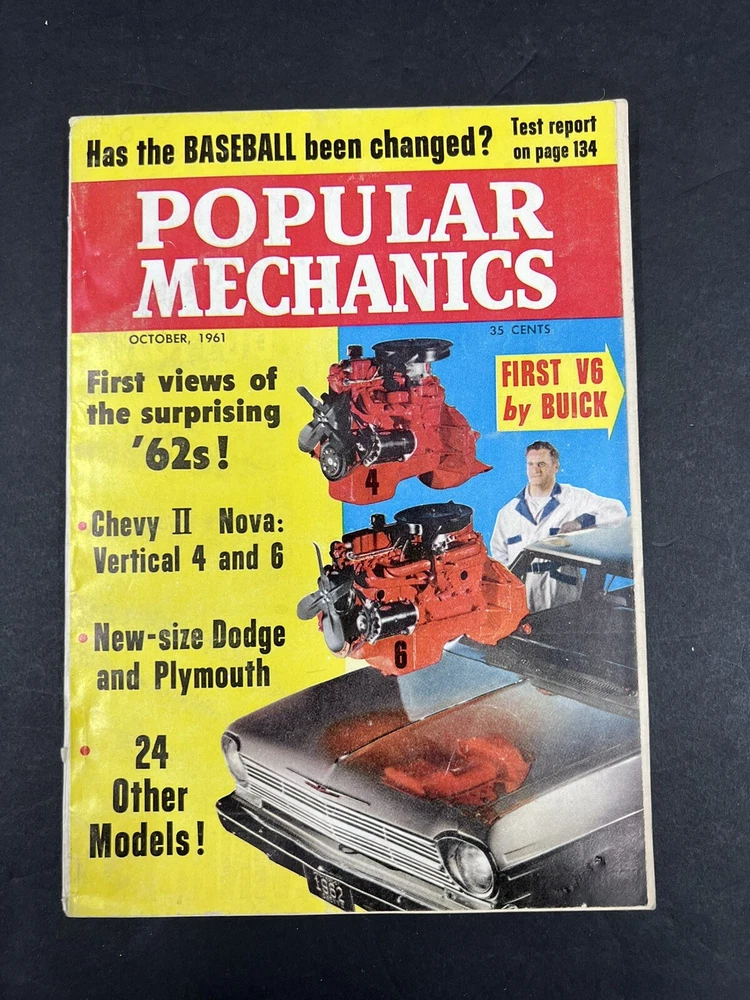 Has the BASEBALL been changed?
Test report
on page 134
POPULAR
MECHANICS
OCTOBER, 1961
35 CENTS
First views of
the surprising
'62s!
FIRST V6
by BUICK
4
• Chevy II Nova:
Vertical 4 and 6
6
• New-size Dodge
and Plymouth
• 24
Other
Models!
1962